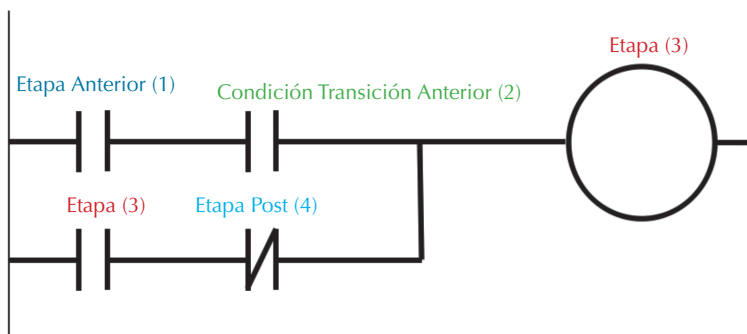 Etapa (3)
Etapa Anterior (1)
Condición Transición Anterior (2)
Etapa (3)
Etapa Post (4)